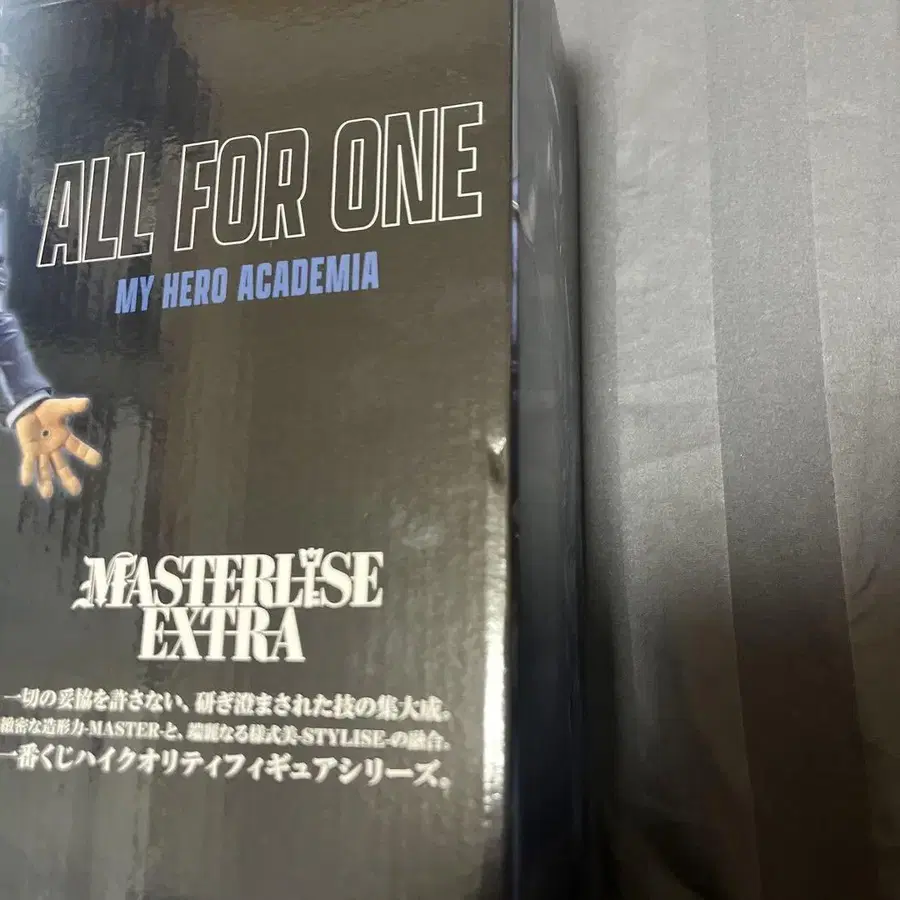 ALL FOR ONE
MY HERO ACADEMIA
MASTERLISE
EXTRA
一切の妥協を許さない、研ぎ澄まされた技の集大成。
緻密な造形力-MASTER-と、端麗なる様式美-STYLISE-の融合。
一番くじハイクオリティフィギュアシリーズ。